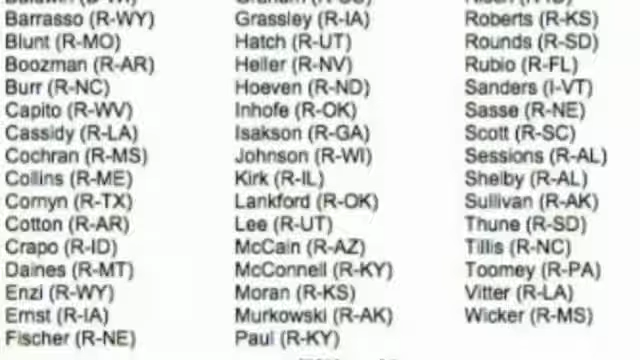 Barrasso (R-WY)
Blunt (R-MO)
Boozman (R-AR)
Burr (R-NC)
Capito (R-WV)
Cassidy (R-LA)
Cochran (R-MS)
Collins (R-ME)
Cornyn (R-TX)
Cotton (R-AR)
Crapo (R-ID)
Daines (R-MT)
Enzi (R-WY)
Ernst (R-IA)
Fischer (R-NE)
Grassley (R-IA)
Hatch (R-UT)
Heller (R-NV)
Hoeven (R-ND)
Inhofe (R-OK)
Isakson (R-GA)
Johnson (R-WI)
Kirk (R-IL)
Lankford (R-OK)
Lee (R-UT)
McCain (R-AZ)
McConnell (R-KY)
Moran (R-KS)
Murkowski (R-AK)
Paul (R-KY)
Roberts (R-KS)
Rounds (R-SD)
Rubio (R-FL)
Sanders (I-VT)
Sasse (R-NE)
Scott (R-SC)
Sessions (R-AL)
Shelby (R-AL)
Sullivan (R-AK)
Thune (R-SD)
Tillis (R-NC)
Toomey (R-PA)
Vitter (R-LA)
Wicker (R-MS)